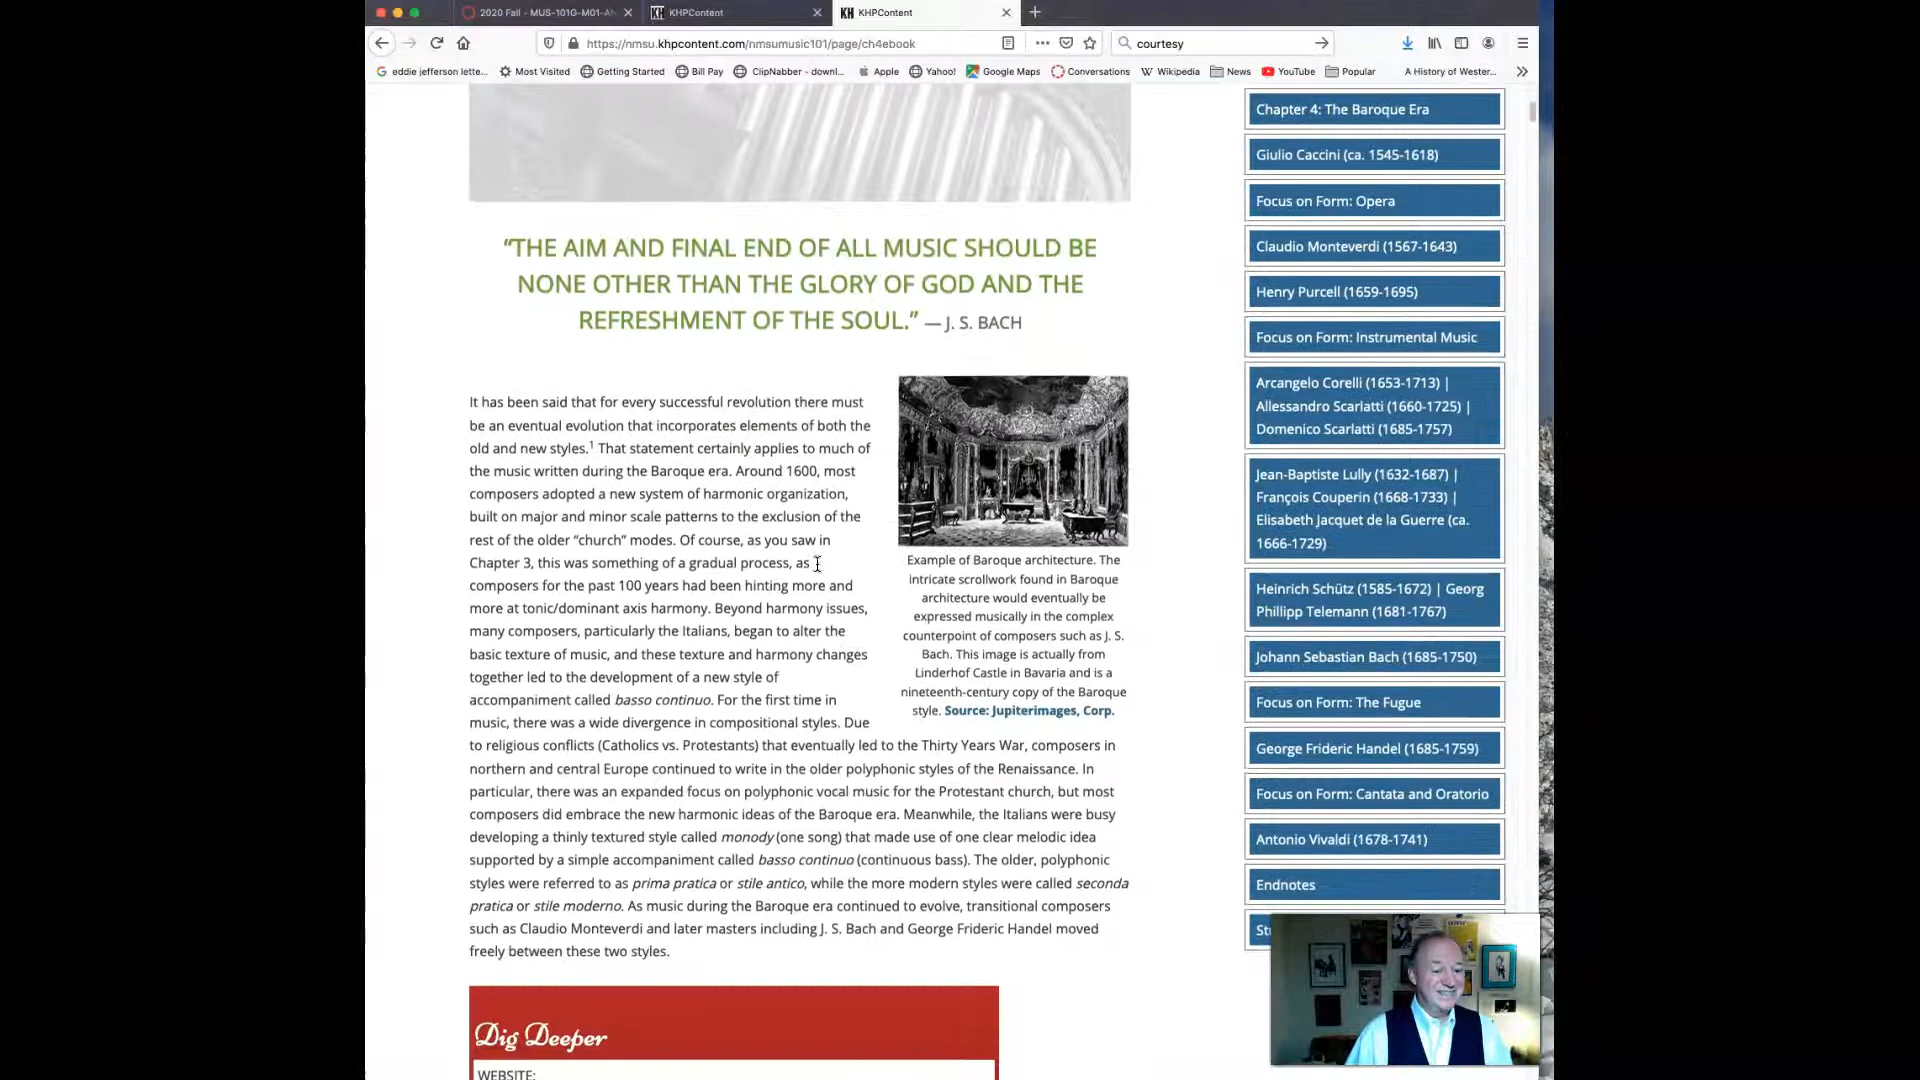 2020 Fall - MUS-101G-M01-A
KHPContent
KHPContent
https://nmsu.khpcontent.com/nmsumusic101/page/ch4ebook
courtesy
eddie jefferson lette... Most Visited Getting Started Bill Pay ClipNabber - downl... Apple Yahoo! Google Maps Conversations Wikipedia News YouTube Popular A History of Wester...
“THE AIM AND FINAL END OF ALL MUSIC SHOULD BE
NONE OTHER THAN THE GLORY OF GOD AND THE
REFRESHMENT OF THE SOUL.” — J. S. BACH
It has been said that for every successful revolution there must
be an eventual evolution that incorporates elements of both the
old and new styles.1 That statement certainly applies to much of
the music written during the Baroque era. Around 1600, most
composers adopted a new system of harmonic organization,
built on major and minor scale patterns to the exclusion of the
rest of the older “church” modes. Of course, as you saw in
Chapter 3, this was something of a gradual process, as
composers for the past 100 years had been hinting more and
more at tonic/dominant axis harmony. Beyond harmony issues,
many composers, particularly the Italians, began to alter the
basic texture of music, and these texture and harmony changes
together led to the development of a new style of
accompaniment called basso continuo. For the first time in
music, there was a wide divergence in compositional styles. Due
to religious conflicts (Catholics vs. Protestants) that eventually led to the Thirty Years War, composers in
northern and central Europe continued to write in the older polyphonic styles of the Renaissance. In
particular, there was an expanded focus on polyphonic vocal music for the Protestant church, but most
composers did embrace the new harmonic ideas of the Baroque era. Meanwhile, the Italians were busy
developing a thinly textured style called monody (one song) that made use of one clear melodic idea
supported by a simple accompaniment called basso continuo (continuous bass). The older, polyphonic
styles were referred to as prima pratica or stile antico, while the more modern styles were called seconda
pratica or stile moderno. As music during the Baroque era continued to evolve, transitional composers
such as Claudio Monteverdi and later masters including J. S. Bach and George Frideric Handel moved
freely between these two styles.
Example of Baroque architecture. The
intricate scrollwork found in Baroque
architecture would eventually be
expressed musically in the complex
counterpoint of composers such as J. S.
Bach. This image is actually from
Linderhof Castle in Bavaria and is a
nineteenth-century copy of the Baroque
style. Source: Jupiterimages, Corp.
Dig Deeper
WEBSITE:
Chapter 4: The Baroque Era
Giulio Caccini (ca. 1545-1618)
Focus on Form: Opera
Claudio Monteverdi (1567-1643)
Henry Purcell (1659-1695)
Focus on Form: Instrumental Music
Arcangelo Corelli (1653-1713) |
Allessandro Scarlatti (1660-1725) |
Domenico Scarlatti (1685-1757)
Jean-Baptiste Lully (1632-1687) |
François Couperin (1668-1733) |
Elisabeth Jacquet de la Guerre (ca.
1666-1729)
Heinrich Schütz (1585-1672) | Georg
Phillipp Telemann (1681-1767)
Johann Sebastian Bach (1685-1750)
Focus on Form: The Fugue
George Frideric Handel (1685-1759)
Focus on Form: Cantata and Oratorio
Antonio Vivaldi (1678-1741)
Endnotes